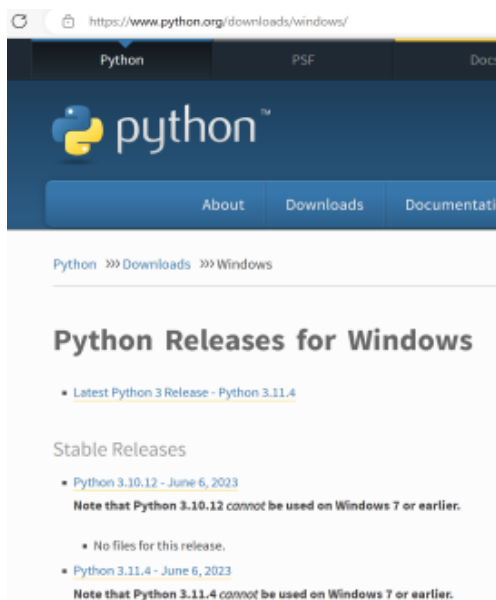 https://www.python.org/downloads/windows/
Python PSF Docs
python™
About Downloads Documentati
Python >>> Downloads >>> Windows
Python Releases for Windows
Latest Python 3 Release - Python 3.11.4
Stable Releases
Python 3.10.12 - June 6, 2023
Note that Python 3.10.12 cannot be used on Windows 7 or earlier.
No files for this release.
Python 3.11.4 - June 6, 2023
Note that Python 3.11.4 cannot be used on Windows 7 or earlier.